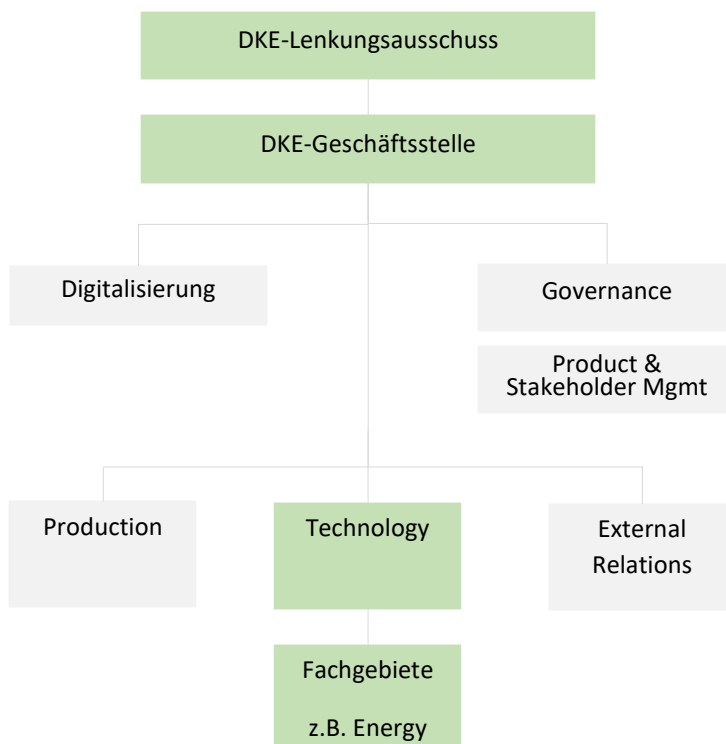 DKE-Lenkungsausschuss
DKE-Geschäftsstelle
Digitalisierung
Governance
Product &
Stakeholder Mgmt
Production
Technology
External
Relations
Fachgebiete
z.B. Energy